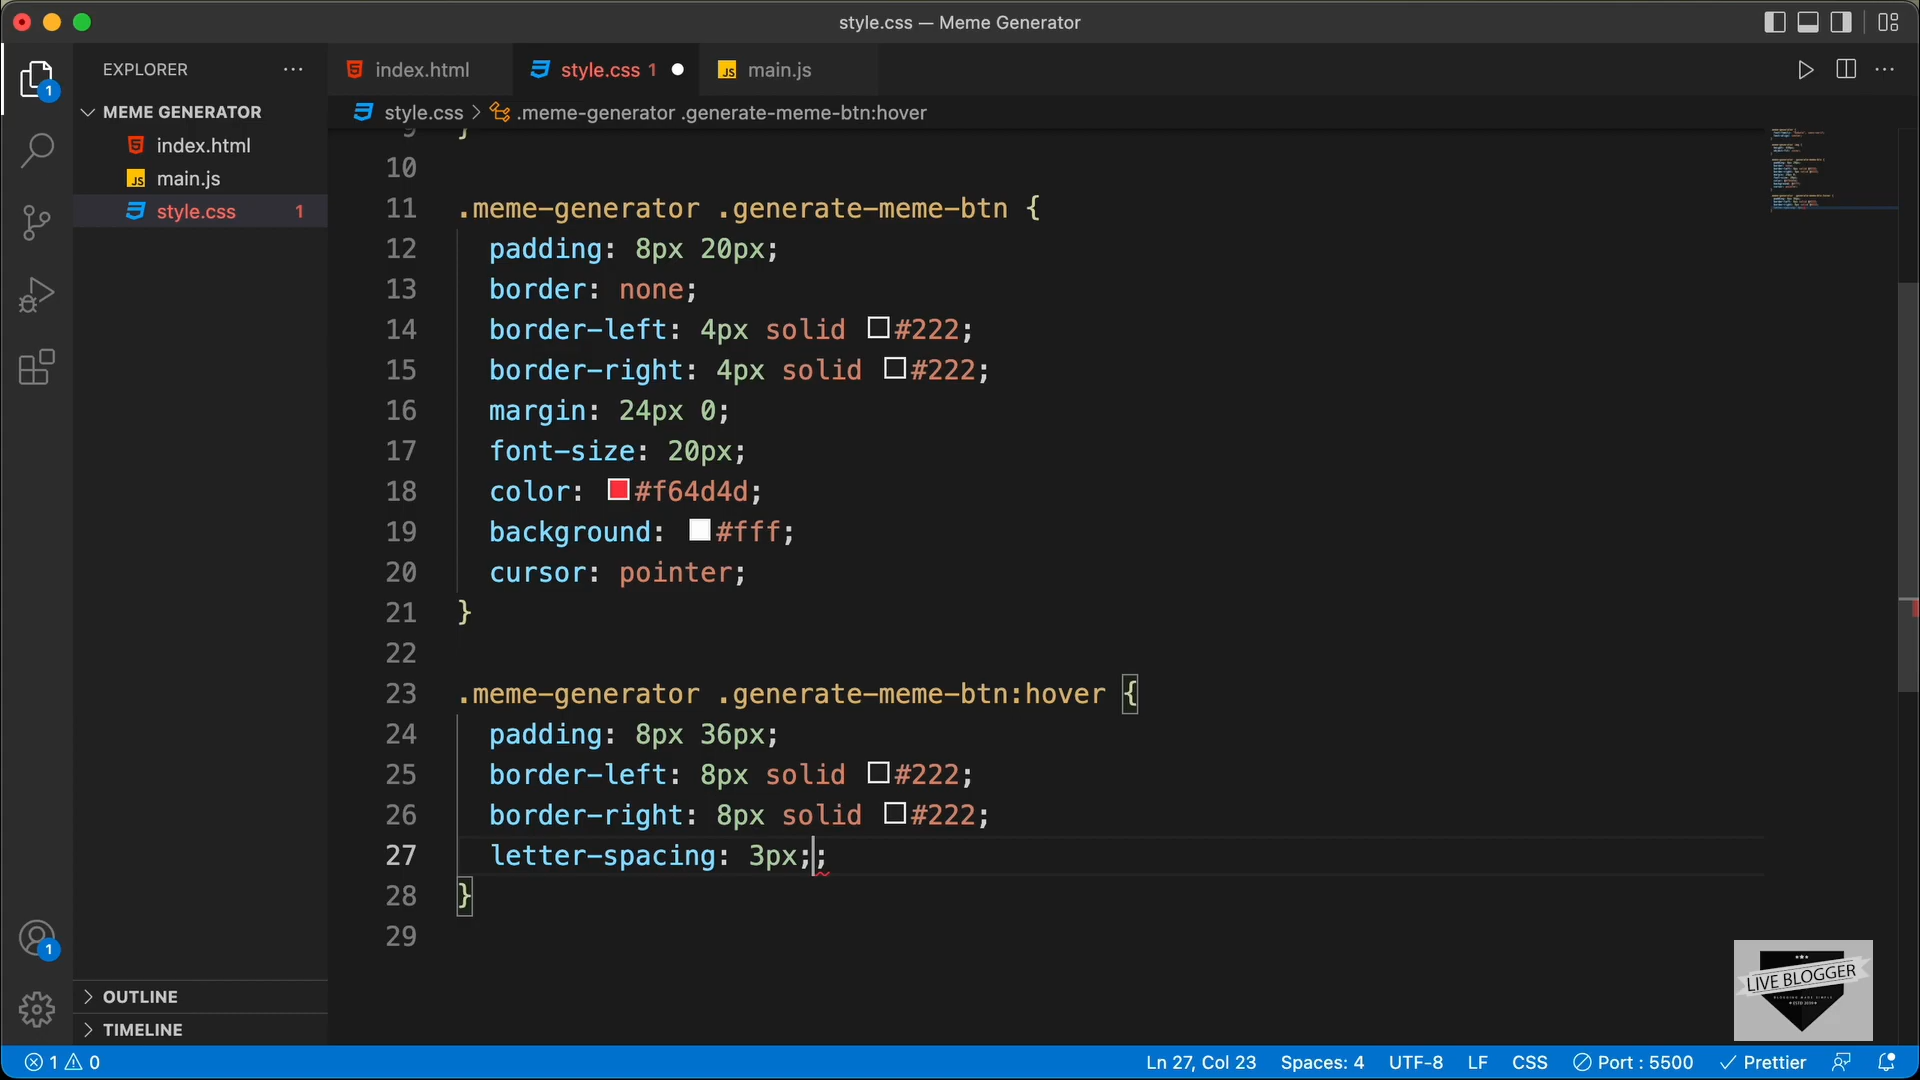 style.css — Meme Generator
EXPLORER
index.html
style.css 1
main.js
MEME GENERATOR
index.html
main.js
style.css 1
style.css > .meme-generator .generate-meme-btn:hover
9 }
10
11 .meme-generator .generate-meme-btn {
12 padding: 8px 20px;
13 border: none;
14 border-left: 4px solid #222;
15 border-right: 4px solid #222;
16 margin: 24px 0;
17 font-size: 20px;
18 color: #f64d4d;
19 background: #fff;
20 cursor: pointer;
21 }
22
23 .meme-generator .generate-meme-btn:hover {
24 padding: 8px 36px;
25 border-left: 8px solid #222;
26 border-right: 8px solid #222;
27 letter-spacing: 3px;;
28 }
29
1
1
OUTLINE
TIMELINE
LIVE BLOGGER
1 0
Ln 27, Col 23 Spaces: 4 UTF-8 LF CSS Port : 5500 Prettier